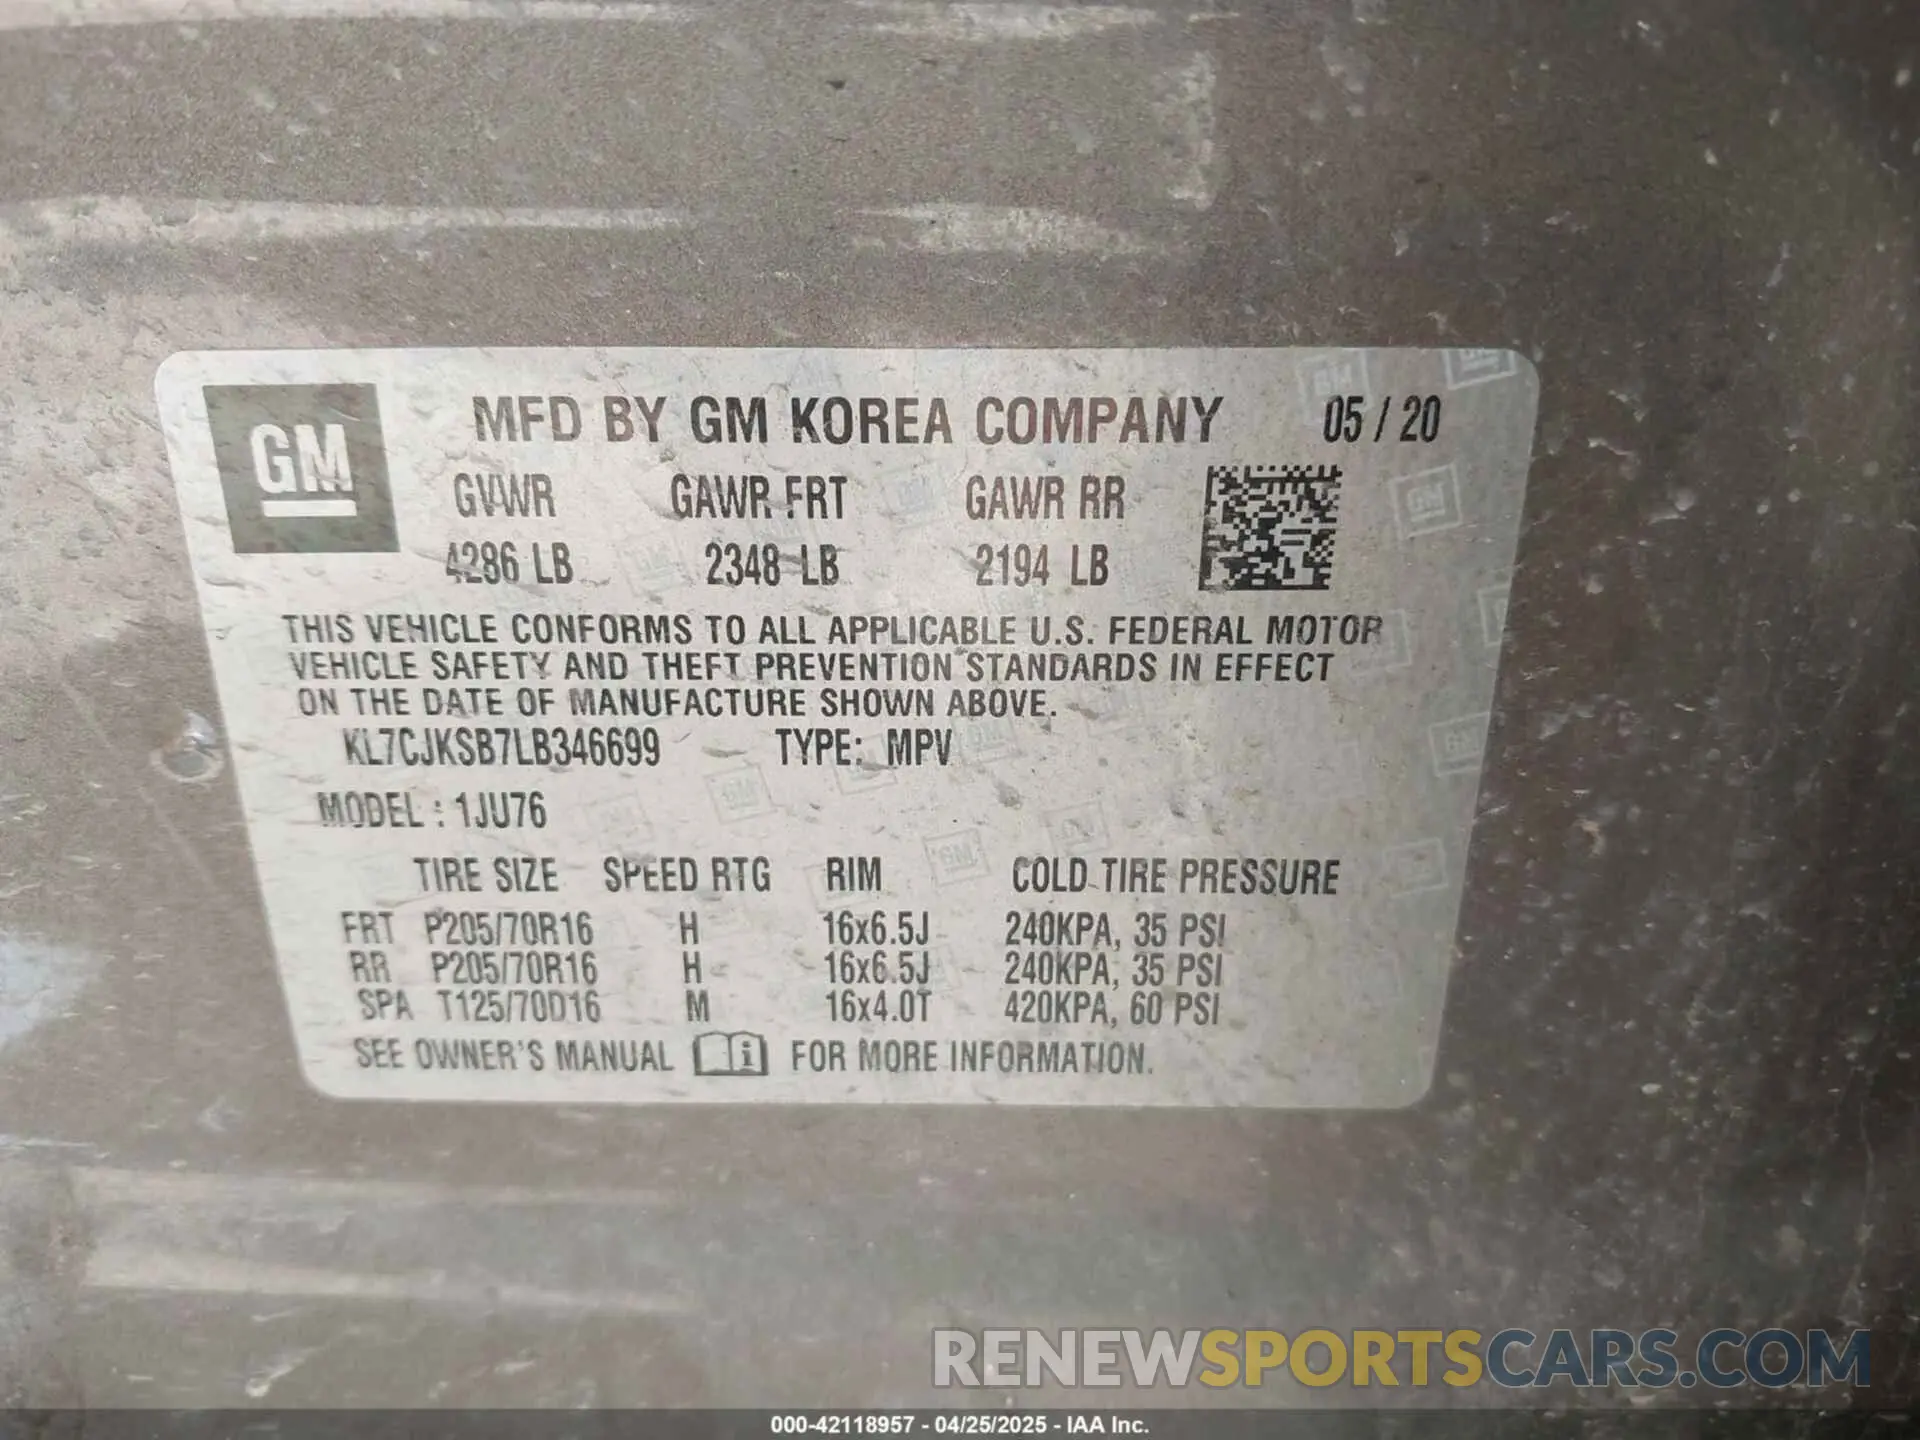 GM
MFD BY GM KOREA COMPANY 05 / 20
GVWR GAWR FRT GAWR RR
4286 LB 2348 LB 2194 LB
THIS VEHICLE CONFORMS TO ALL APPLICABLE U.S. FEDERAL MOTOR
VEHICLE SAFETY AND THEFT PREVENTION STANDARDS IN EFFECT
ON THE DATE OF MANUFACTURE SHOWN ABOVE.
KL7CJKSB7LB346699 TYPE: MPV
MODEL : 1JU76
TIRE SIZE SPEED RTG RIM COLD TIRE PRESSURE
FRT P205/70R16 H 16x6.5J 240KPA, 35 PSI
RR P205/70R16 H 16x6.5J 240KPA, 35 PSI
SPA T125/70D16 M 16x4.0T 420KPA, 60 PSI
SEE OWNER'S MANUAL i FOR MORE INFORMATION.
RENEWSPORTSCARS.COM
000-42118957 - 04/25/2025 - IAA Inc.